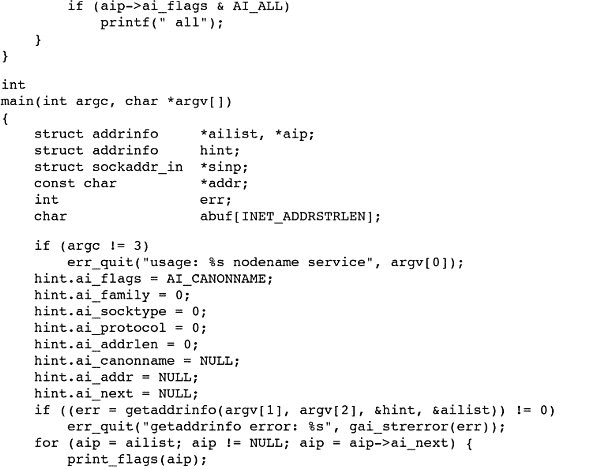 if (aip->ai_flags & AI_ALL)
            printf(" all");
    }
}
int
main(int argc, char *argv[])
{
    struct addrinfo     *ailist, *aip;
    struct addrinfo     hint;
    struct sockaddr_in  *sinp;
    const char          *addr;
    int                 err;
    char                abuf[INET_ADDRSTRLEN];
    if (argc != 3)
        err_quit("usage: %s nodename service", argv[0]);
    hint.ai_flags = AI_CANONNAME;
    hint.ai_family = 0;
    hint.ai_socktype = 0;
    hint.ai_protocol = 0;
    hint.ai_addrlen = 0;
    hint.ai_canonname = NULL;
    hint.ai_addr = NULL;
    hint.ai_next = NULL;
    if ((err = getaddrinfo(argv[1], argv[2], &hint, &ailist)) != 0)
        err_quit("getaddrinfo error: %s", gai_strerror(err));
    for (aip = ailist; aip != NULL; aip = aip->ai_next) {
        print_flags(aip);